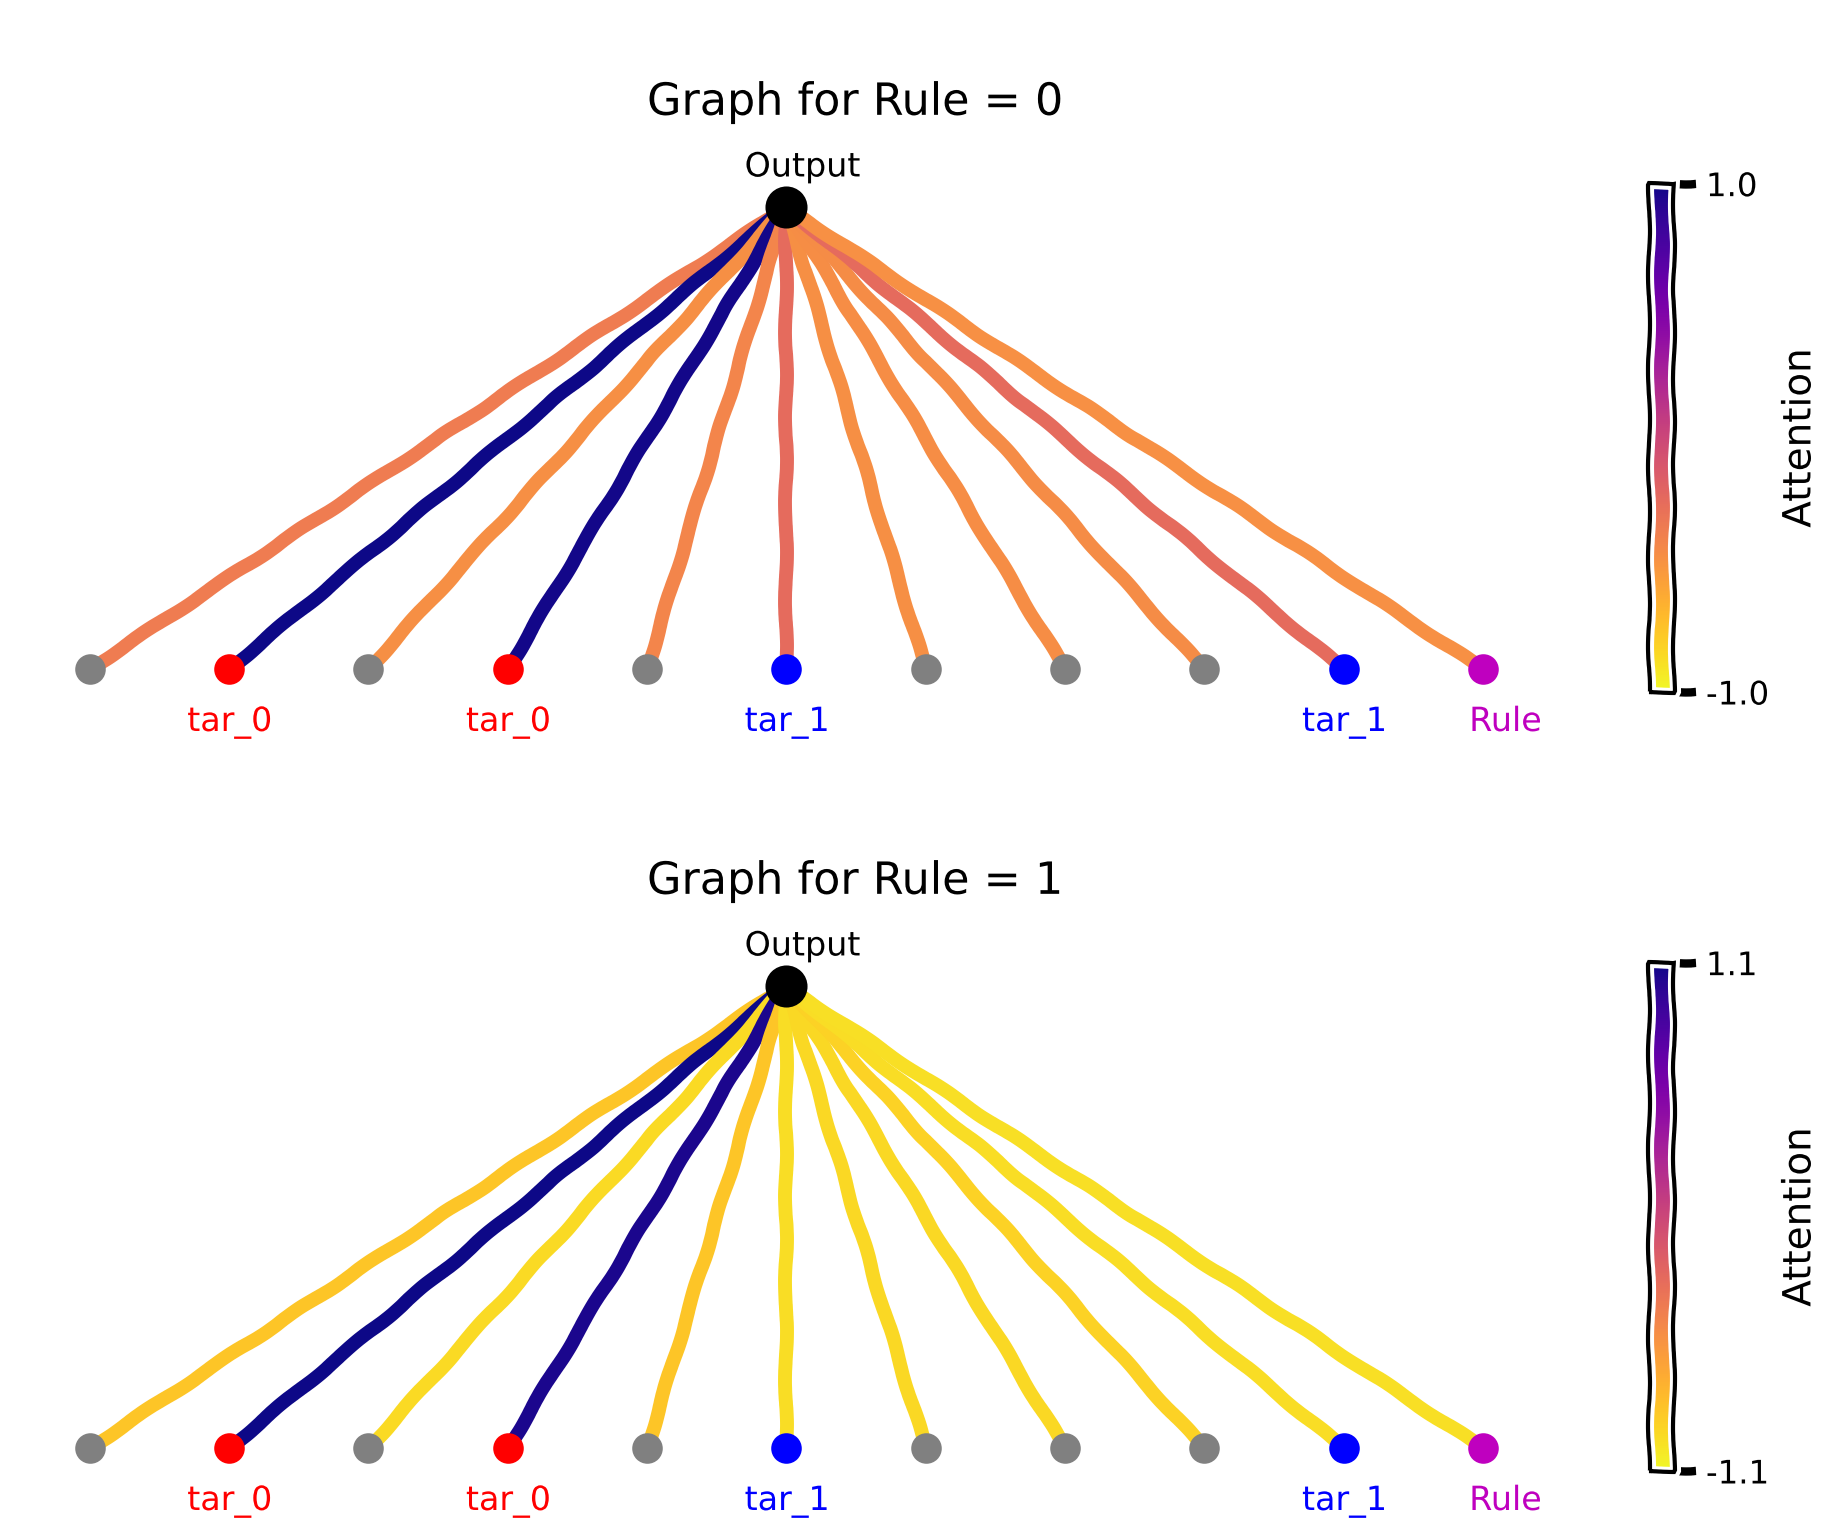 Graph for Rule = 0
Output
1.0
Attention
-1.0
tar_0 tar_0 tar_1 tar_1 Rule
Graph for Rule = 1
Output
1.1
Attention
-1.1
tar_0 tar_0 tar_1 tar_1 Rule